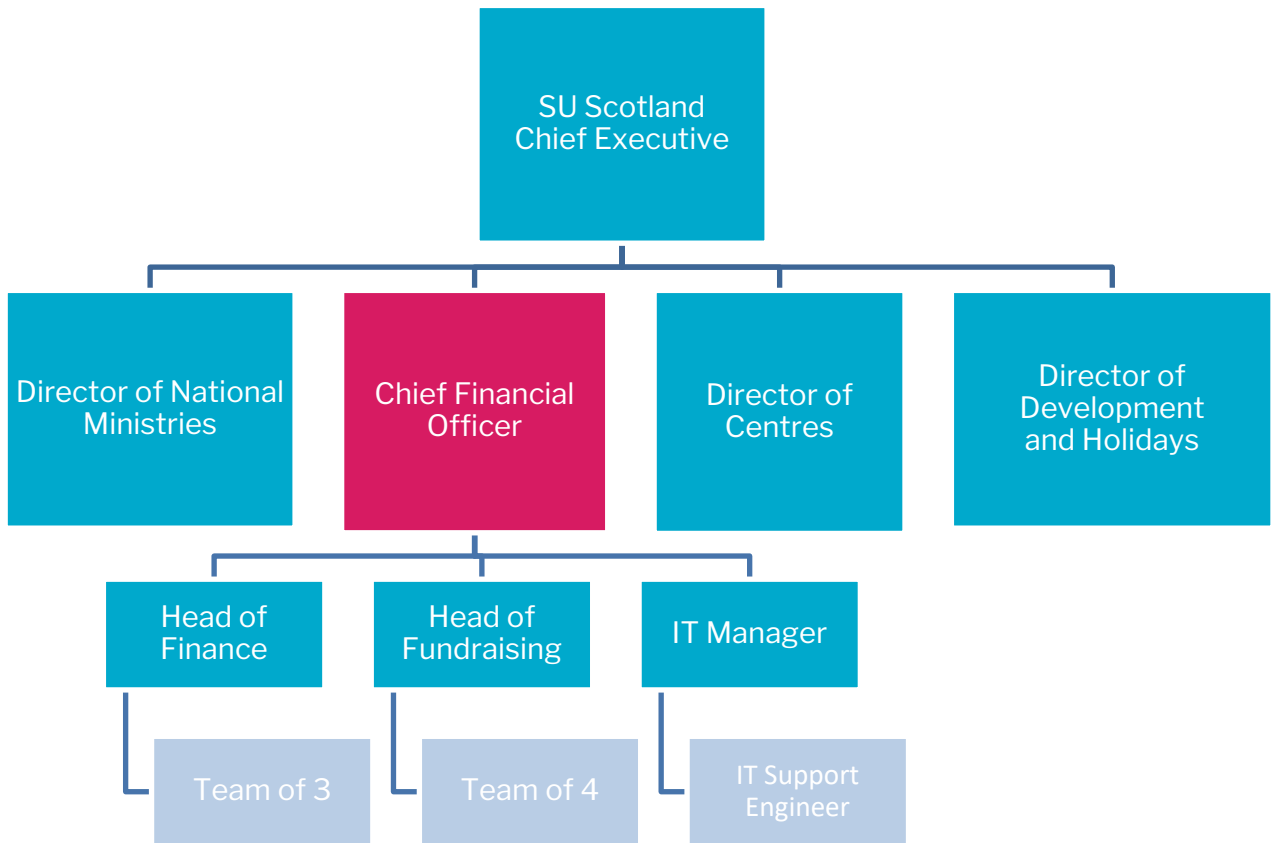 SU Scotland
Chief Executive
Director of National
Ministries
Chief Financial
Officer
Director of
Centres
Director of
Development
and Holidays
Head of
Finance
Head of
Fundraising
IT Manager
Team of 3
Team of 4
IT Support
Engineer